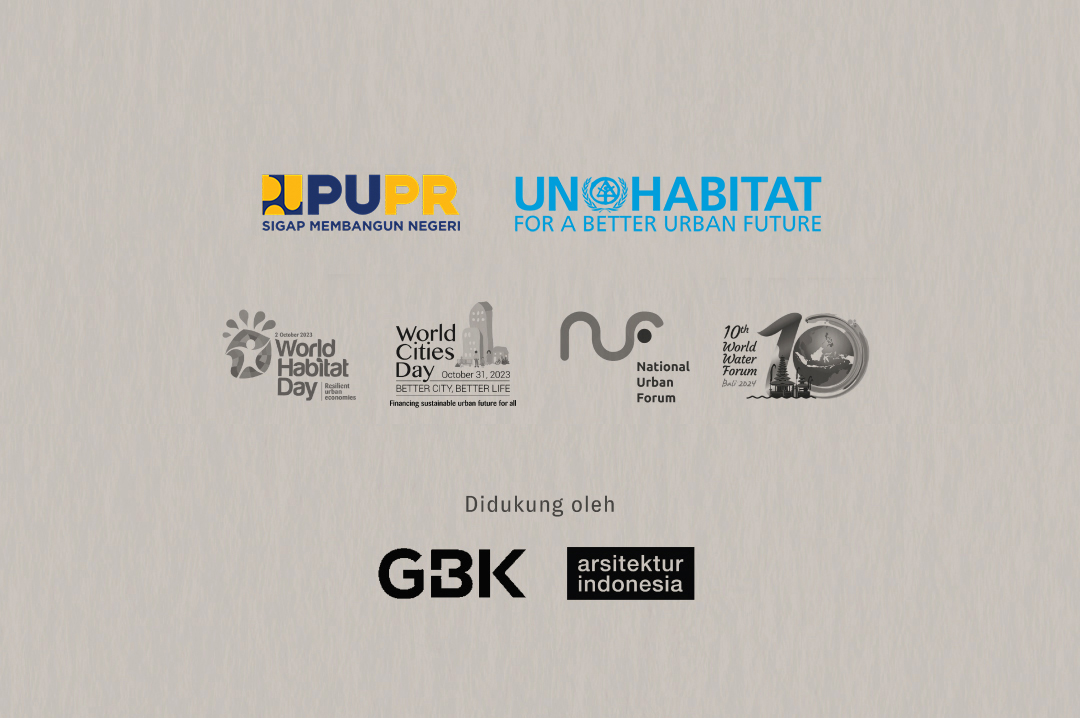 PUPR
SIGAP MEMBANGUN NEGERI
UN HABITAT
FOR A BETTER URBAN FUTURE
2 October 2023
World
Habitat
Day
Resilient
urban
economies
World
Cities
Day
October 31, 2023
BETTER CITY, BETTER LIFE
Financing sustainable urban future for all
nuf
National
Urban
Forum
10th
World
Water
Forum
Bali 2024
10
Didukung oleh
GBK
arsitektur
indonesia